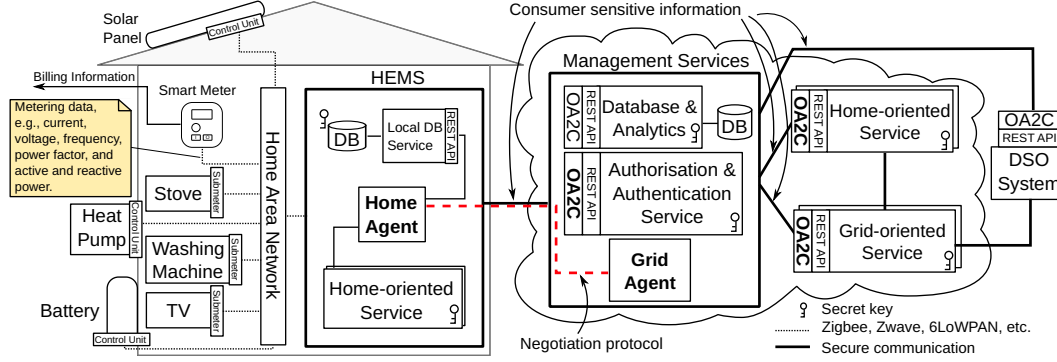 Solar
Panel
Control Unit
Consumer sensitive information
Billing Information
Smart Meter
Metering data,
e.g., current,
voltage, frequency,
power factor, and
active and reactive
power.
Stove
Submeter
Heat
Pump
Control Unit
Washing
Machine
Submeter
Battery
Control Unit
TV
Submeter
Home Area Network
HEMS
DB
Local DB
Service
REST API
Home
Agent
Home-oriented
Service
Management Services
OA2C
REST API
Database &
Analytics
DB
OA2C
REST API
Authorisation &
Authentication
Service
Grid
Agent
Negotiation protocol
OA2C
REST API
Home-oriented
Service
OA2C
REST API
Grid-oriented
Service
OA2C
REST API
DSO
System
Secret key
Zigbee, Zwave, 6LoWPAN, etc.
Secure communication